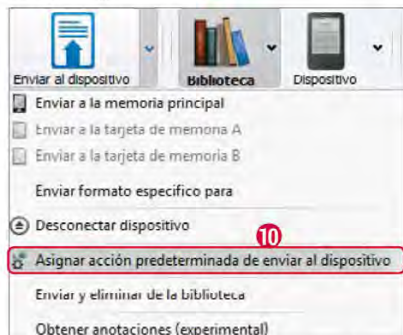 Enviar al dispositivo Biblioteca Dispositivo
Enviar a la memoria principal
Enviar a la tarjeta de memoria A
Enviar a la tarjeta de memoria B
Enviar formato especifico para
Desconectar dispositivo
10
Asignar acción predeterminada de enviar al dispositivo
Enviar y eliminar de la biblioteca
Obtener anotaciones (experimental)